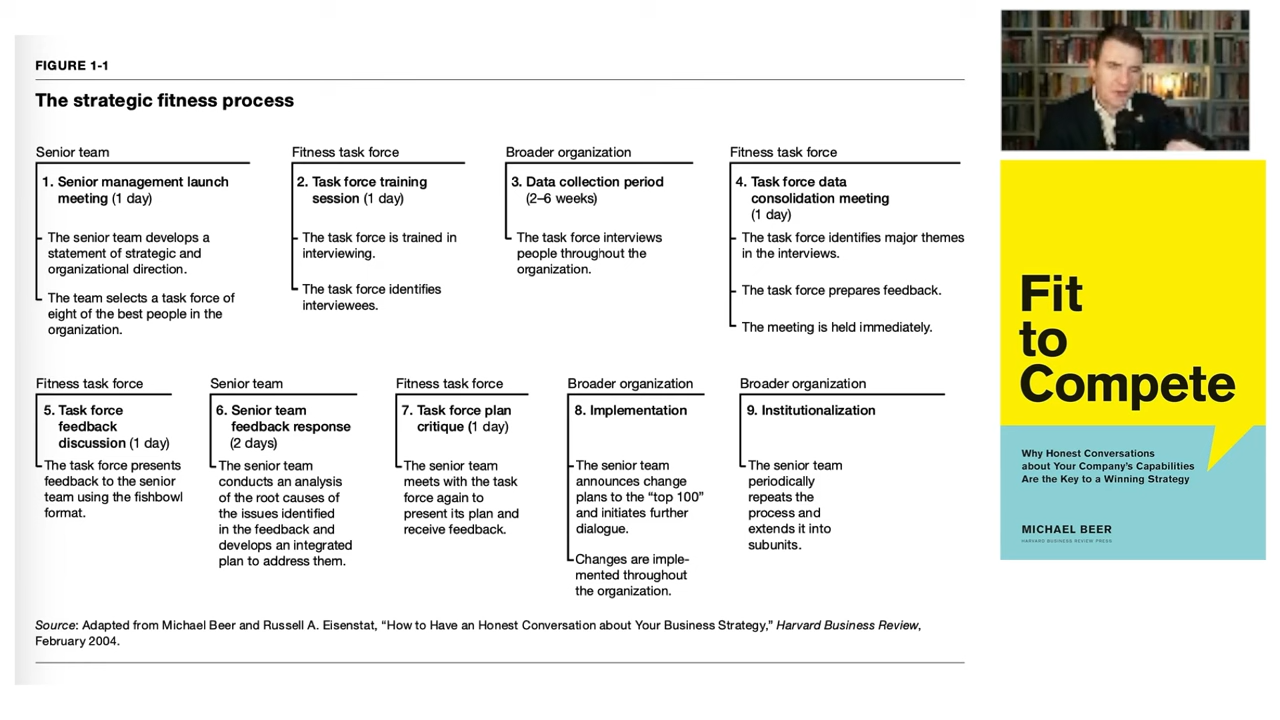 FIGURE 1-1
The strategic fitness process
Senior team
1. Senior management launch
meeting (1 day)
The senior team develops a
statement of strategic and
organizational direction.
The team selects a task force of
eight of the best people in the
organization.
Fitness task force
2. Task force training
session (1 day)
The task force is trained in
interviewing.
The task force identifies
interviewees.
Broader organization
3. Data collection period
(2–6 weeks)
The task force interviews
people throughout the
organization.
Fitness task force
4. Task force data
consolidation meeting
(1 day)
The task force identifies major themes
in the interviews.
The task force prepares feedback.
The meeting is held immediately.
Fitness task force
5. Task force
feedback
discussion (1 day)
The task force presents
feedback to the senior
team using the fishbowl
format.
Senior team
6. Senior team
feedback response
(2 days)
The senior team
conducts an analysis
of the root causes of
the issues identified
in the feedback and
develops an integrated
plan to address them.
Fitness task force
7. Task force plan
critique (1 day)
The senior team
meets with the task
force again to
present its plan and
receive feedback.
Broader organization
8. Implementation
The senior team
announces change
plans to the “top 100”
and initiates further
dialogue.
Changes are imple-
mented throughout
the organization.
Broader organization
9. Institutionalization
The senior team
periodically
repeats the
process and
extends it into
subunits.
Source: Adapted from Michael Beer and Russell A. Eisenstat, “How to Have an Honest Conversation about Your Business Strategy,” Harvard Business Review,
February 2004.
Fit
to
Compete
Why Honest Conversations
about Your Company’s Capabilities
Are the Key to a Winning Strategy
MICHAEL BEER
HARVARD BUSINESS REVIEW PRESS